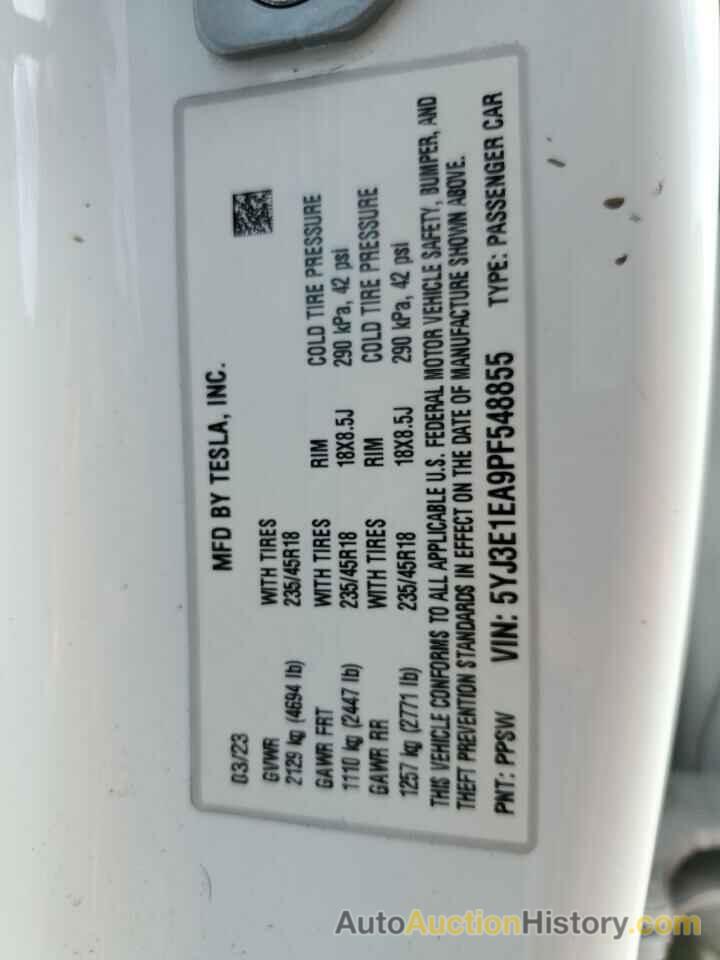 MFD BY TESLA, INC.
03/23
GVWR WITH TIRES
2129 kg (4694 lb) 235/45R18
GAWR FRT WITH TIRES RIM COLD TIRE PRESSURE
1110 kg (2447 lb) 235/45R18 18X8.5J 290 kPa, 42 psi
GAWR RR WITH TIRES RIM COLD TIRE PRESSURE
1257 kg (2771 lb) 235/45R18 18X8.5J 290 kPa, 42 psi
THIS VEHICLE CONFORMS TO ALL APPLICABLE U.S. FEDERAL MOTOR VEHICLE SAFETY, BUMPER, AND
THEFT PREVENTION STANDARDS IN EFFECT ON THE DATE OF MANUFACTURE SHOWN ABOVE.
PNT: PPSW VIN: 5YJ3E1EA9PF548855 TYPE: PASSENGER CAR
AutoAuctionHistory.com